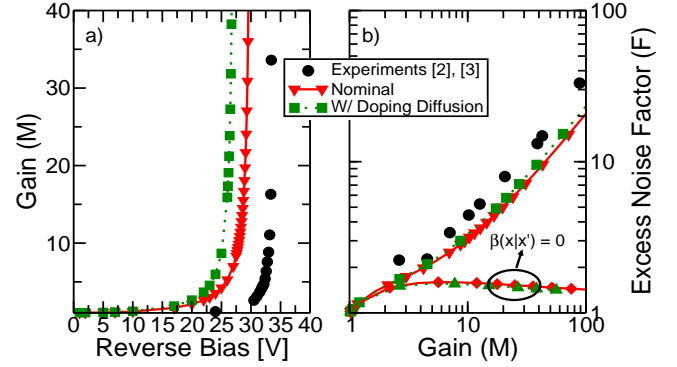 a)
b)
40
30
20
10
Gain (M)
0 5 10 15 20 25 30 35 40
Reverse Bias [V]
Experiments [2], [3]
Nominal
W/ Doping Diffusion
β(x|x') = 0
100
10
1
Excess Noise Factor (F)
1 10 100
Gain (M)